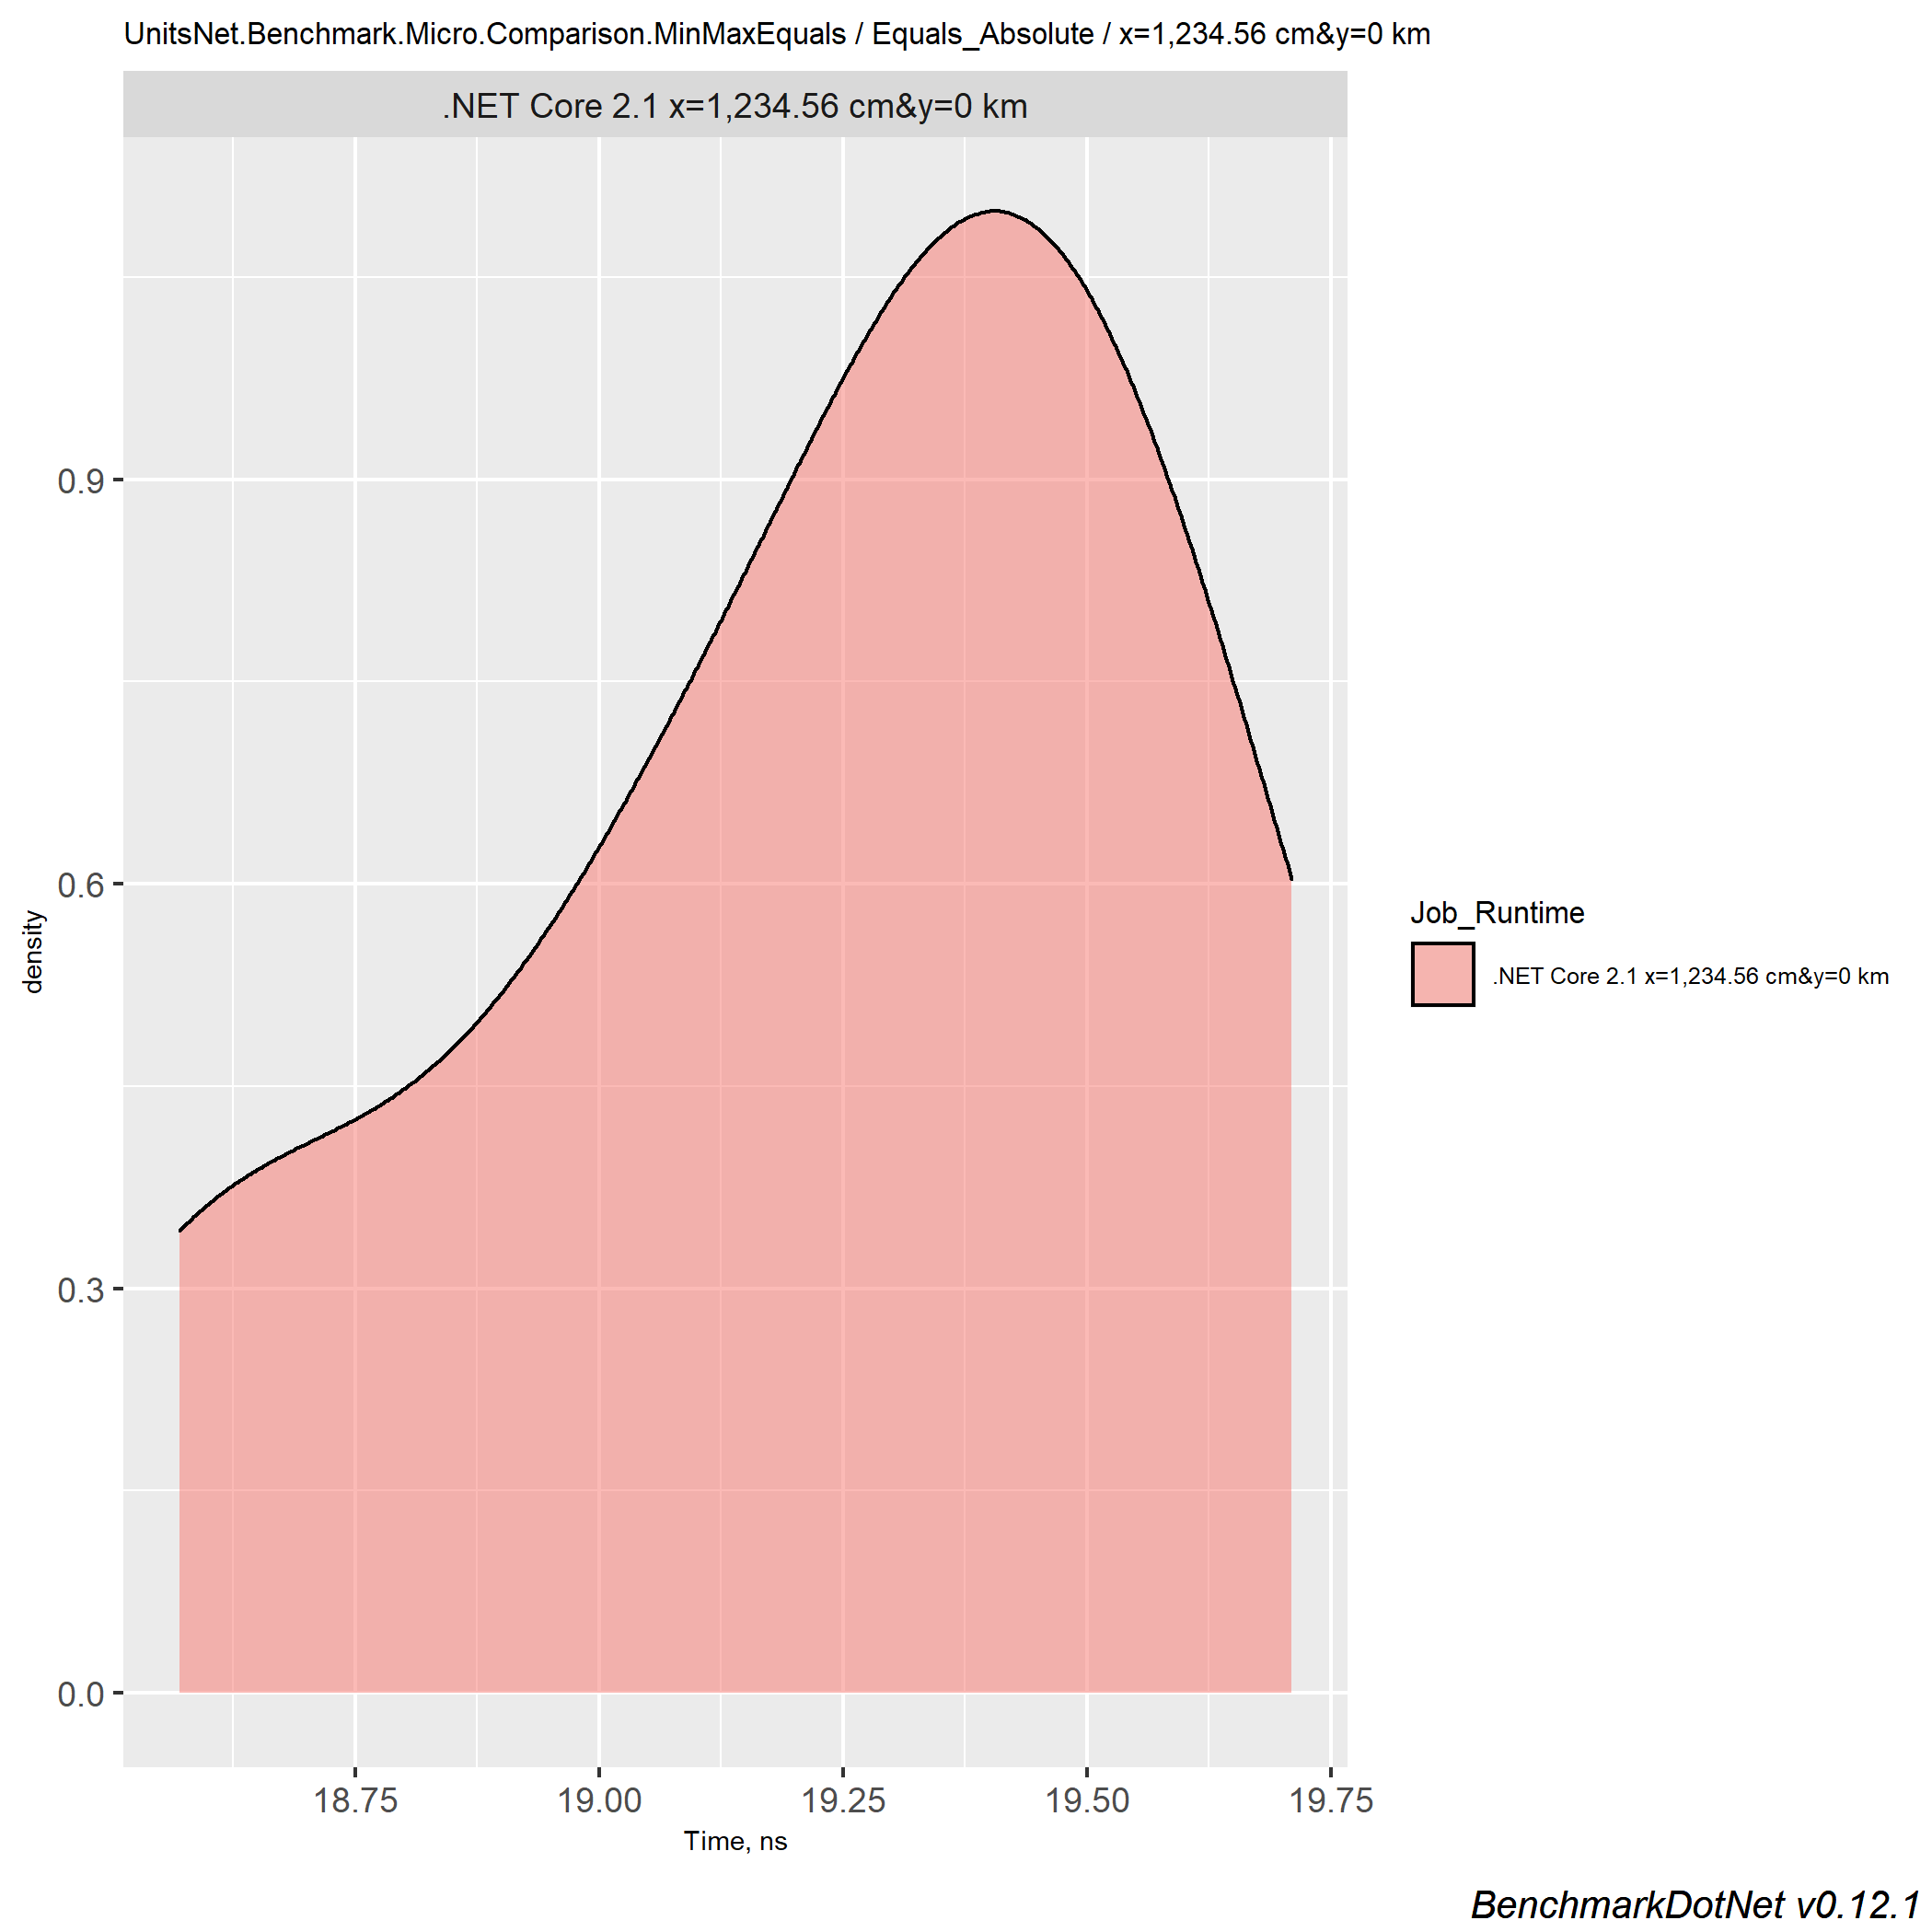 UnitsNet.Benchmark.Micro.Comparison.MinMaxEquals / Equals_Absolute / x=1,234.56 cm&y=0 km
.NET Core 2.1 x=1,234.56 cm&y=0 km
0.9
0.6
0.3
0.0
density
18.75 19.00 19.25 19.50 19.75
Time, ns
Job_Runtime
.NET Core 2.1 x=1,234.56 cm&y=0 km
BenchmarkDotNet v0.12.1